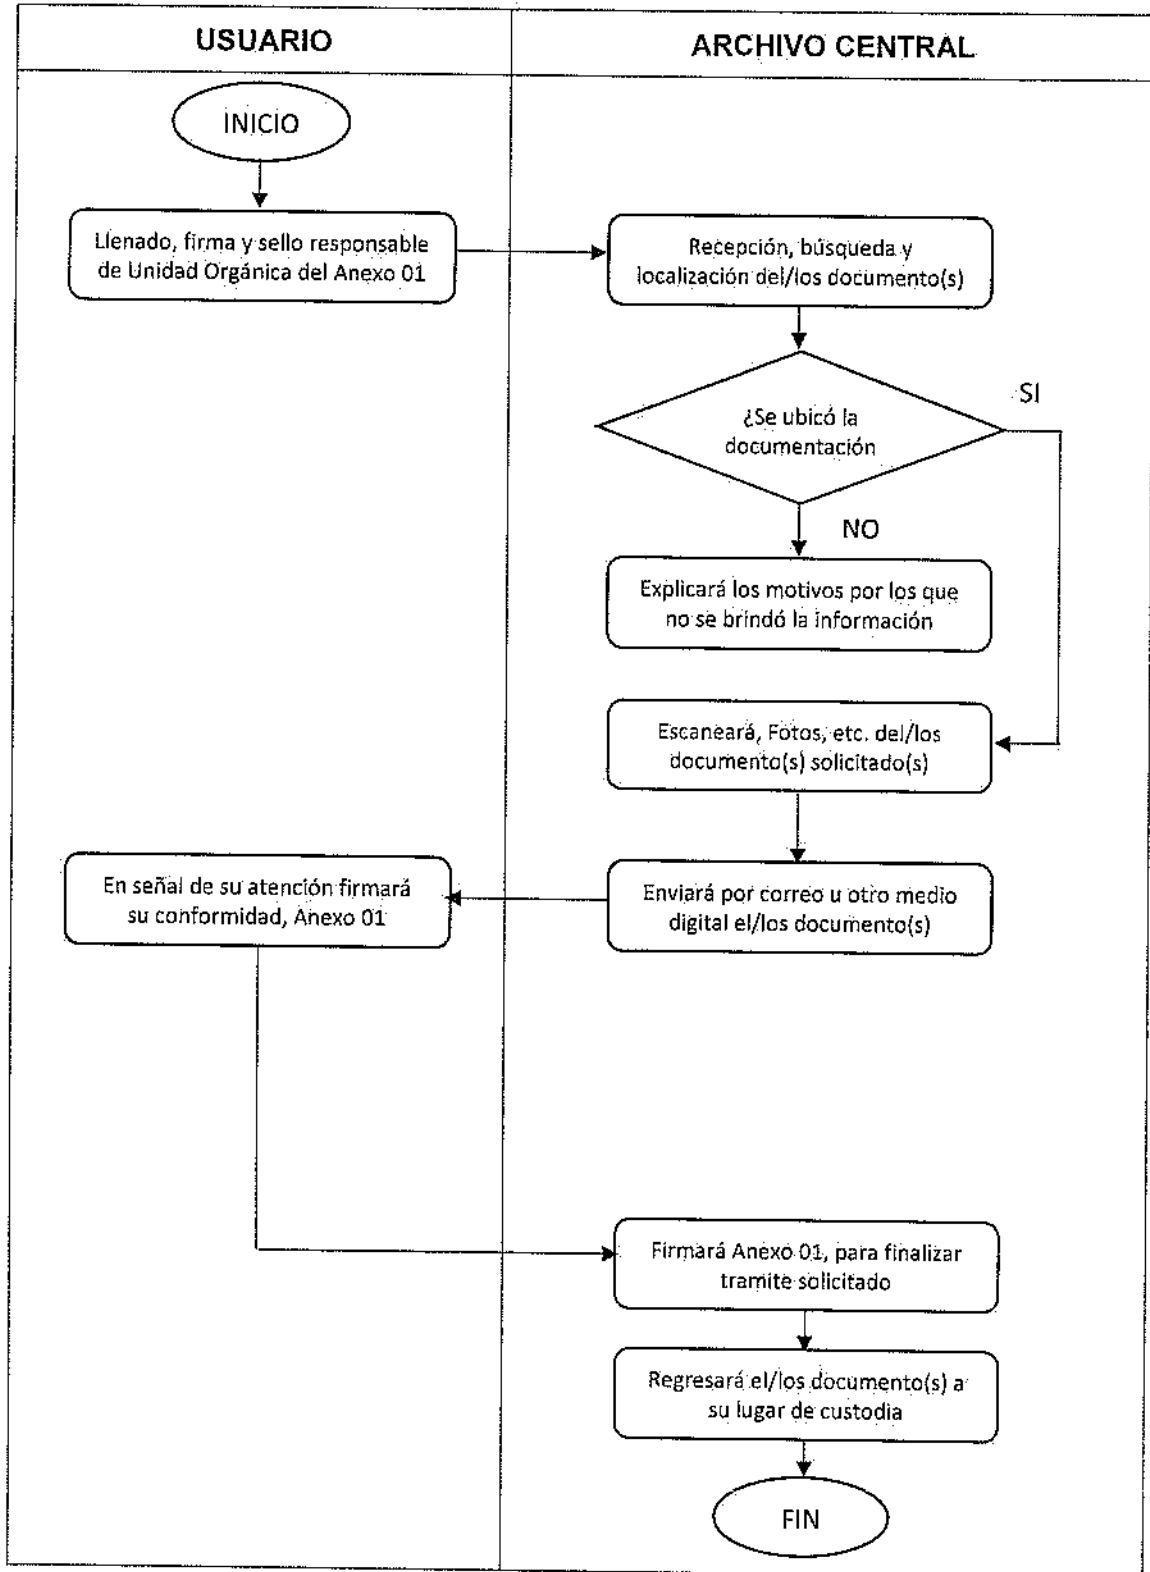 USUARIO
ARCHIVO CENTRAL
INICIO
Llenado, firma y sello responsable
de Unidad Orgánica del Anexo 01
Recepción, búsqueda y
localización del/los documento(s)
¿Se ubicó la
documentación
SI
NO
Explicará los motivos por los que
no se brindó la información
Escaneará, Fotos, etc. del/los
documento(s) solicitado(s)
En señal de su atención firmará
su conformidad, Anexo 01
Enviará por correo u otro medio
digital el/los documento(s)
Firmará Anexo 01, para finalizar
tramite solicitado
Regresará el/los documento(s) a
su lugar de custodia
FIN